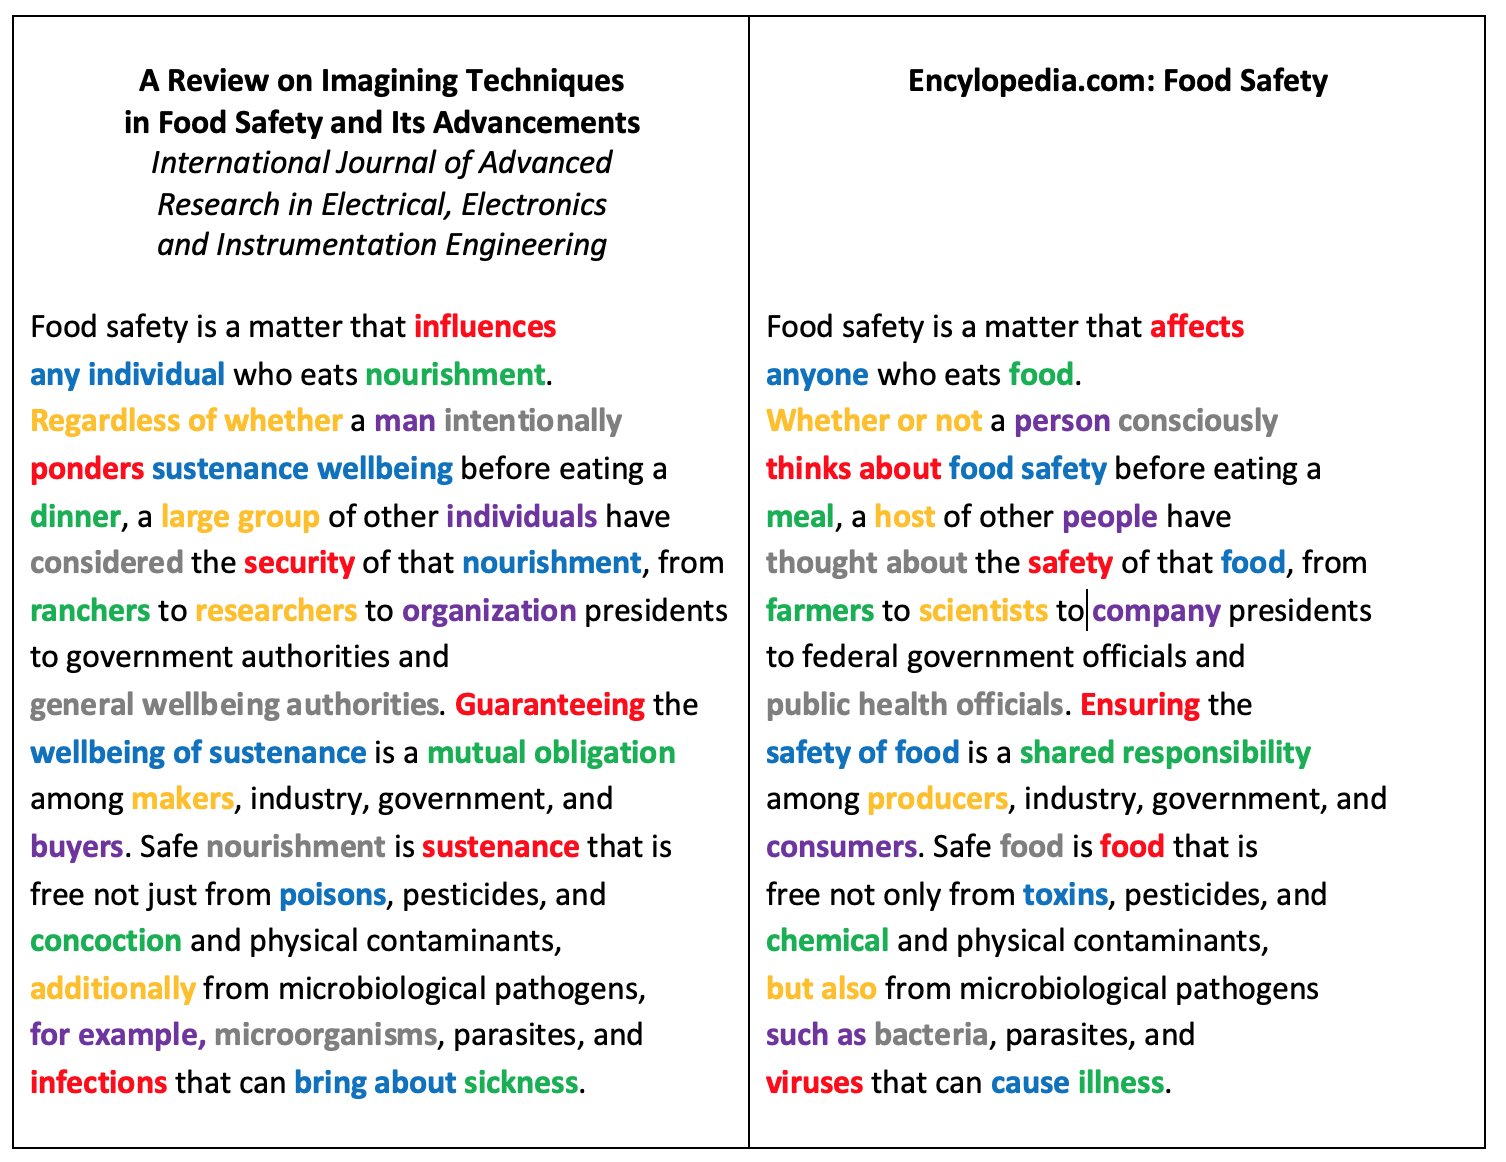 A Review on Imagining Techniques
in Food Safety and Its Advancements
International Journal of Advanced
Research in Electrical, Electronics
and Instrumentation Engineering
Food safety is a matter that influences
any individual who eats nourishment.
Regardless of whether a man intentionally
ponders sustenance wellbeing before eating a
dinner, a large group of other individuals have
considered the security of that nourishment, from
ranchers to researchers to organization presidents
to government authorities and
general wellbeing authorities. Guaranteeing the
wellbeing of sustenance is a mutual obligation
among makers, industry, government, and
buyers. Safe nourishment is sustenance that is
free not just from poisons, pesticides, and
concoction and physical contaminants,
additionally from microbiological pathogens,
for example, microorganisms, parasites, and
infections that can bring about sickness.
Encylopedia.com: Food Safety
Food safety is a matter that affects
anyone who eats food.
Whether or not a person consciously
thinks about food safety before eating a
meal, a host of other people have
thought about the safety of that food, from
farmers to scientists to company presidents
to federal government officials and
public health officials. Ensuring the
safety of food is a shared responsibility
among producers, industry, government, and
consumers. Safe food is food that is
free not only from toxins, pesticides, and
chemical and physical contaminants,
but also from microbiological pathogens
such as bacteria, parasites, and
viruses that can cause illness.